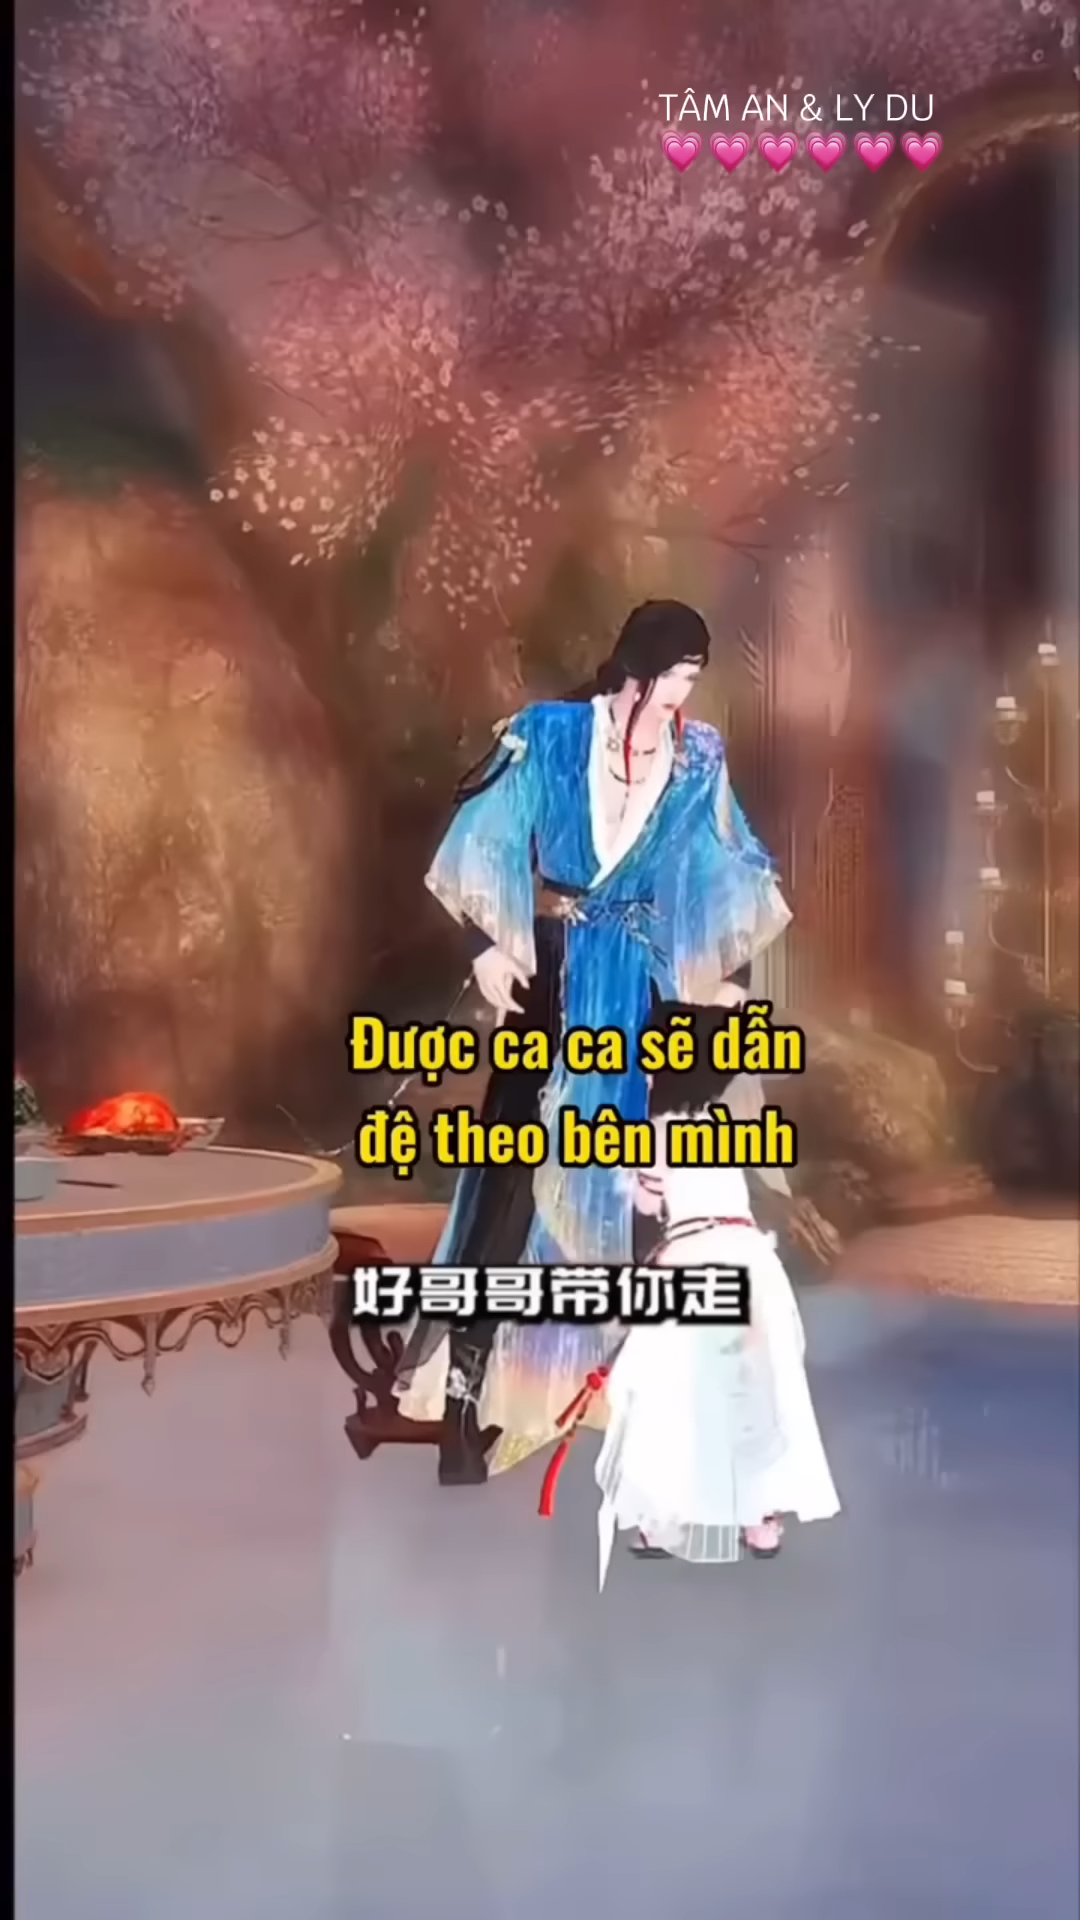 TÂM AN & LY DU
💗💗💗💗💗💗
Được ca ca sẽ dẫn
đệ theo bên mình
好哥哥带你走